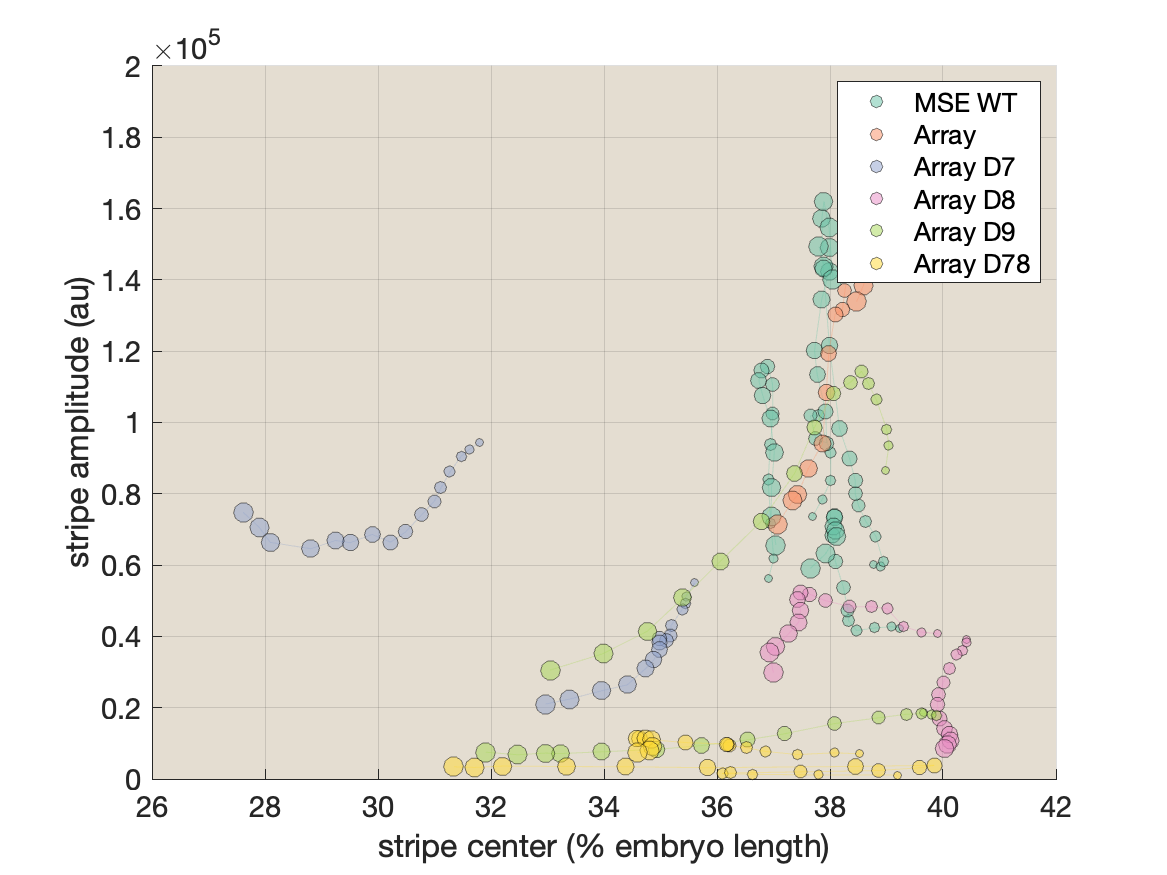 ×10⁵
2
1.8
1.6
1.4
1.2
1
0.8
0.6
0.4
0.2
0
stripe amplitude (au)
MSE WT
Array
Array D7
Array D8
Array D9
Array D78
26 28 30 32 34 36 38 40 42
stripe center (% embryo length)